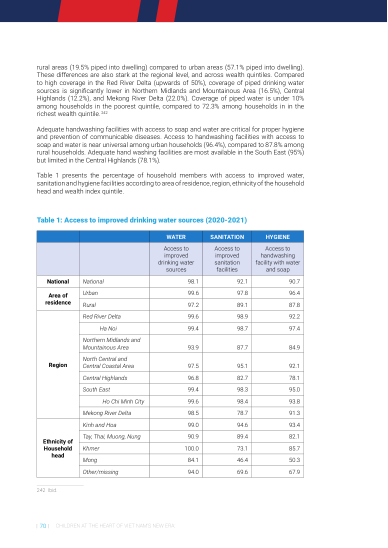 rural areas (19.5% piped into dwelling) compared to urban areas (57.1% piped into dwelling).
These differences are also stark at the regional level, and across wealth quintiles. Compared
to high coverage in the Red River Delta (upwards of 50%), coverage of piped drinking water
sources is significantly lower in Northern Midlands and Mountainous Area (16.5%), Central
Highlands (12.2%), and Mekong River Delta (22.0%). Coverage of piped water is under 10%
among households in the poorest quintile, compared to 72.3% among households in in the
richest wealth quintile. 242
Adequate handwashing facilities with access to soap and water are critical for proper hygiene
and prevention of communicable diseases. Access to handwashing facilities with access to
soap and water is near universal among urban households (96.4%), compared to 87.8% among
rural households. Adequate hand washing facilities are most available in the South East (95%)
but limited in the Central Highlands (78.1%).
Table 1 presents the percentage of household members with access to improved water,
sanitation and hygiene facilities according to area of residence, region, ethnicity of the household
head and wealth index quintile.
Table 1: Access to improved drinking water sources (2020-2021)
WATER SANITATION HYGIENE
Access to improved drinking water sources Access to improved sanitation facilities Access to handwashing facility with water and soap
National National 98.1 92.1 90.7
Area of residence Urban 99.6 97.8 96.4
Rural 97.2 89.1 87.8
Region Red River Delta 99.6 98.9 92.2
Ha Noi 99.4 98.7 97.4
Northern Midlands and Mountainous Area 93.9 87.7 84.9
North Central and Central Coastal Area 97.5 95.1 92.1
Central Highlands 96.8 82.7 78.1
South East 99.4 98.3 95.0
Ho Chi Minh City 99.6 98.4 93.8
Mekong River Delta 98.5 78.7 91.3
Ethnicity of Household head Kinh and Hoa 99.0 94.6 93.4
Tay, Thai, Muong, Nung 90.9 89.4 82.1
Khmer 100.0 73.1 85.7
Mong 84.1 46.4 50.3
Other/missing 94.0 69.6 67.9
242 Ibid
| 70 | CHILDREN AT THE HEART OF VIET NAM'S NEW ERA